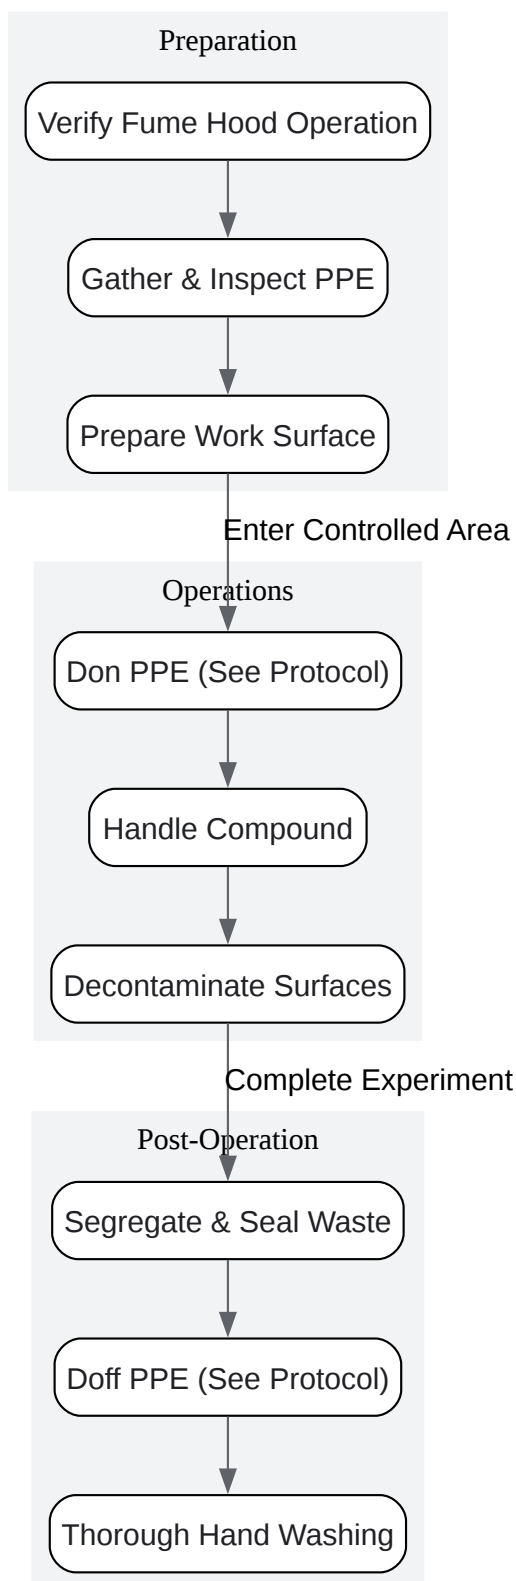 Preparation
Verify Fume Hood Operation
Gather & Inspect PPE
Prepare Work Surface
Enter Controlled Area
Operations
Don PPE (See Protocol)
Handle Compound
Decontaminate Surfaces
Complete Experiment
Post-Operation
Segregate & Seal Waste
Doff PPE (See Protocol)
Thorough Hand Washing